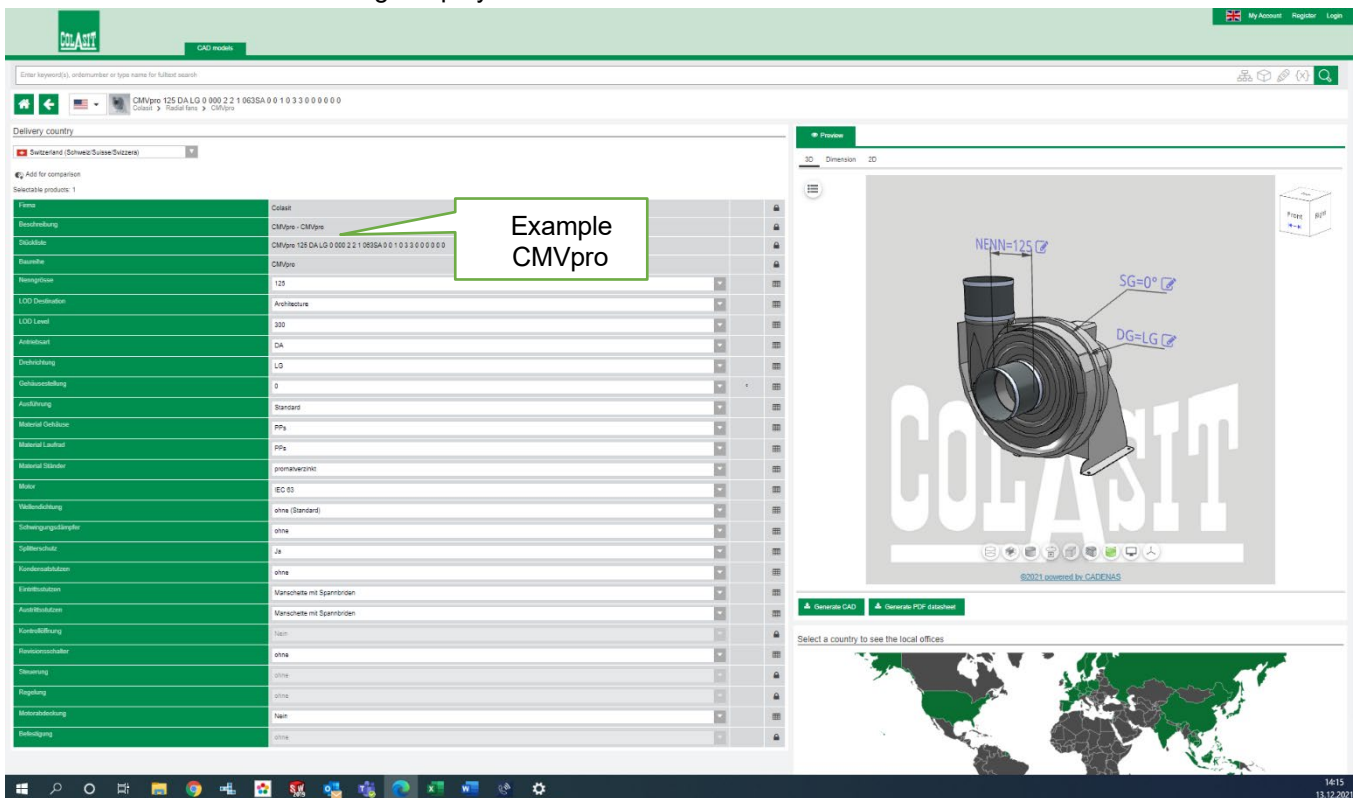 My Account Register Login
COLASIT
CAD models
Enter keyword(s), ordernumber or type name for fulltext search
CMVpro 125 DA LG 0 000 2 2 1 063SA 0 0 1 0 3 3 0 0 0 0 0 0
Colasit > Radial fans > CMVpro
Delivery country
Switzerland (Schweiz/Suisse/Svizzera)
Add for comparison
Selectable products: 1
Firma Colasit
Beschreibung CMVpro - CMVpro
Stückliste CMVpro 125 DA LG 0 000 2 2 1 063SA 0 0 1 0 3 3 0 0 0 0 0 0
Baureihe CMVpro
Nenngrösse 125
LOD Destination Architecture
LOD Level 300
Antriebsart DA
Drehrichtung LG
Gehäusestellung 0 °
Ausführung Standard
Material Gehäuse PPs
Material Laufrad PPs
Material Ständer promatverzinkt
Motor IEC 63
Wellendichtung ohne (Standard)
Schwingungsdämpfer ohne
Splitterschutz Ja
Kondensatstutzen ohne
Eintrittsstutzen Manschette mit Spannbriden
Austrittsstutzen Manschette mit Spannbriden
Kontrollöffnung Nein
Revisionsschalter ohne
Steuerung ohne
Regelung ohne
Motorabdeckung Nein
Befestigung ohne
Example
CMVpro
Preview
3D Dimension 2D
Front Right
NENN=125
SG=0°
DG=LG
COLASIT
©2021 powered by CADENAS
Generate CAD Generate PDF datasheet
Select a country to see the local offices
14:15
13.12.2021